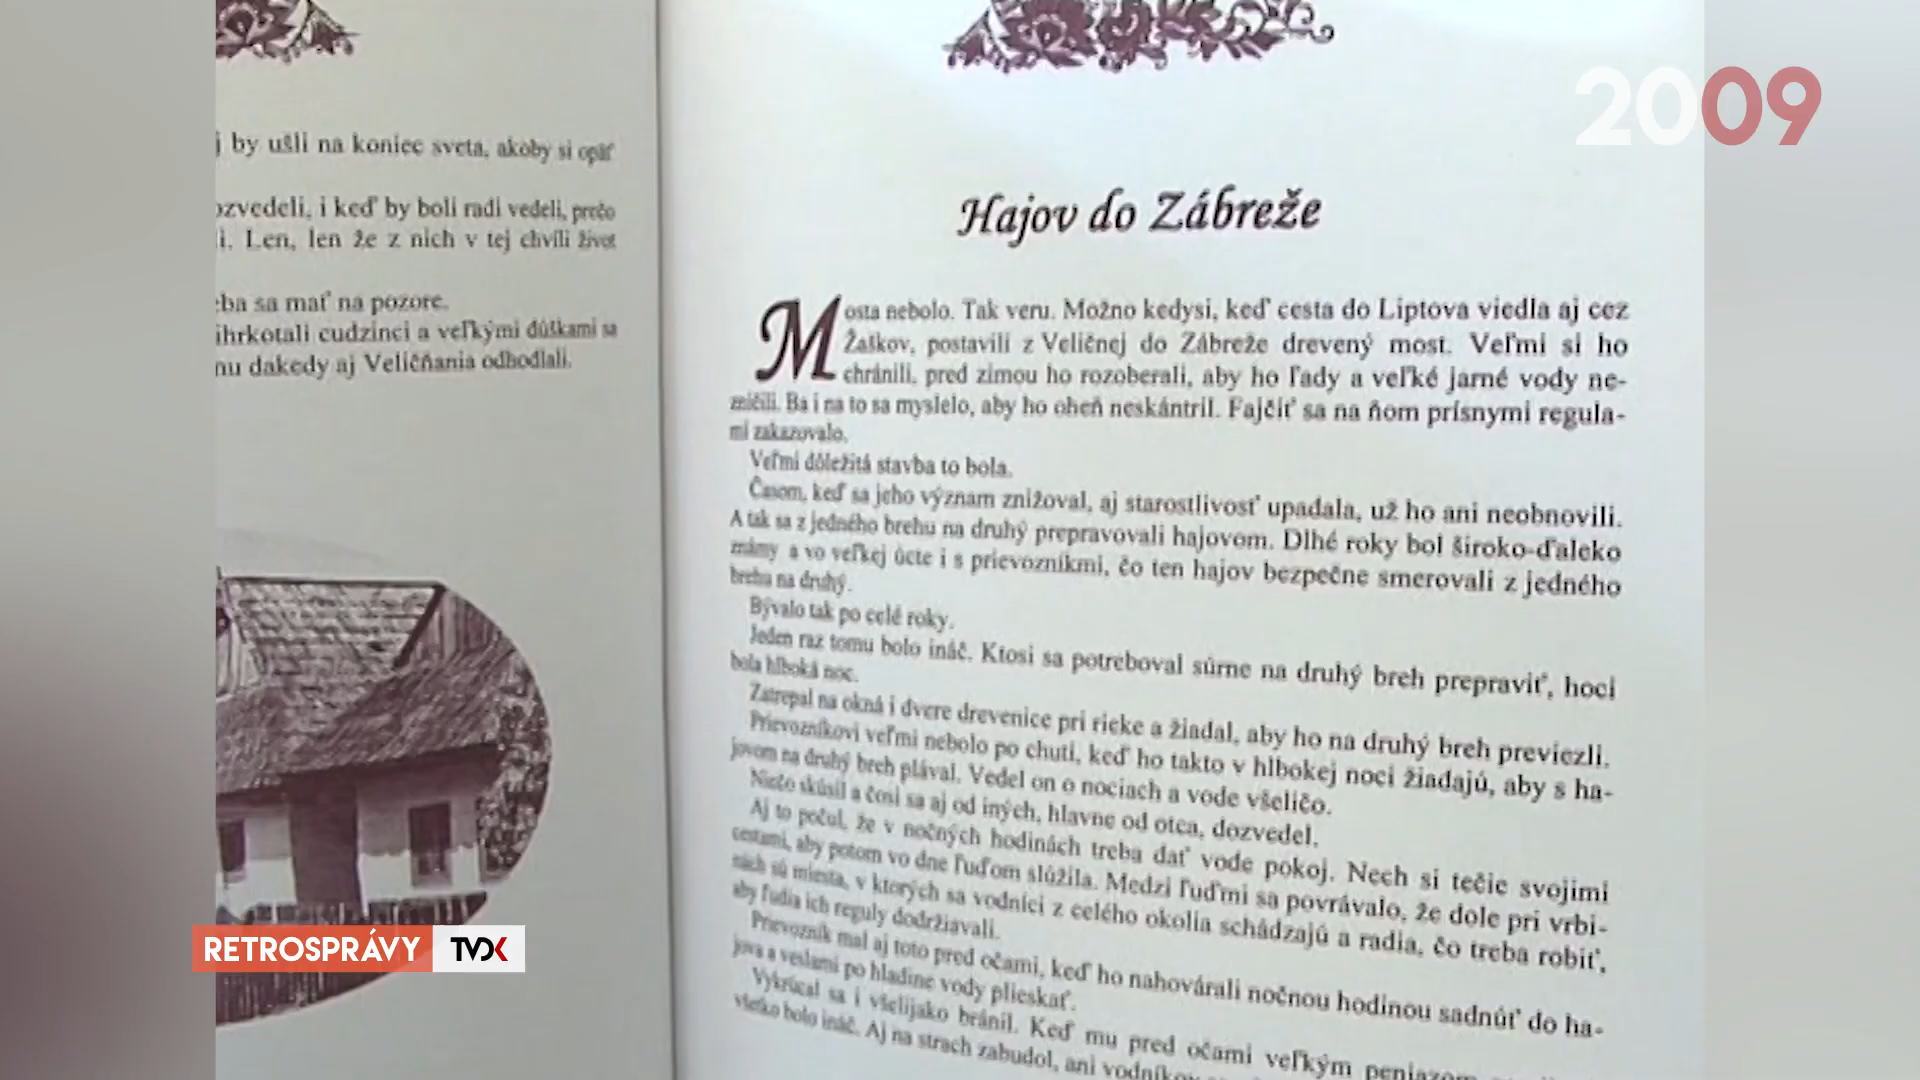 j by ušli na koniec sveta, akoby si opäť
ozvedeli, i keď by boli radi vedeli, prečo
i. Len, len že z nich v tej chvíli život
eba sa mať na pozore.
ihrkotali cudzinci a veľkými dúškami sa
nu dakedy aj Veličňania odhodlali.
2009
Hajov do Zábreže
Mosta nebolo. Tak veru. Možno kedysi, keď cesta do Liptova viedla aj cez
Žaškov, postavili z Veličnej do Zábreže drevený most. Veľmi si ho
chránili, pred zimou ho rozoberali, aby ho ľady a veľké jarné vody ne-
zničili. Ba i na to sa myslelo, aby ho oheň neskántril. Fajčiť sa na ňom prísnymi regula-
mi zakazovalo.
Veľmi dôležitá stavba to bola.
Časom, keď sa jeho význam znižoval, aj starostlivosť upadala, už ho ani neobnovili.
A tak sa z jedného brehu na druhý prepravovali hajovom. Dlhé roky bol široko-ďaleko
známy a vo veľkej úcte i s prievozníkmi, čo ten hajov bezpečne smerovali z jedného
brehu na druhý.
Bývalo tak po celé roky.
Jeden raz tomu bolo ináč. Ktosi sa potreboval súrne na druhý breh prepraviť, hoci
bola hlboká noc.
Zatrepal na okná i dvere drevenice pri rieke a žiadal, aby ho na druhý breh previezli.
Prievozníkovi veľmi nebolo po chuti, keď ho takto v hlbokej noci žiadajú, aby s ha-
jovom na druhý breh plával. Vedel on o nociach a vode všeličo.
Niečo skúsil a čosi sa aj od iných, hlavne od otca, dozvedel.
Aj to počul, že v nočných hodinách treba dať vode pokoj. Nech si tečie svojimi
cestami, aby potom vo dne ľuďom slúžila. Medzi ľuďmi sa povrávalo, že dole pri vrbi-
nách sú miesta, v ktorých sa vodníci z celého okolia schádzajú a radia, čo treba robiť,
aby ľudia ich reguly dodržiavali.
Prievozník mal aj toto pred očami, keď ho nahovárali nočnou hodinou sadnúť do ha-
jova a veslami po hladine vody plieskať.
Vykrúcal sa i všelijako bránil. Keď mu pred očami veľkým peniazom
všetko bolo ináč. Aj na strach zabudol, ani vodníkov
RETROSPRÁVY TVDK